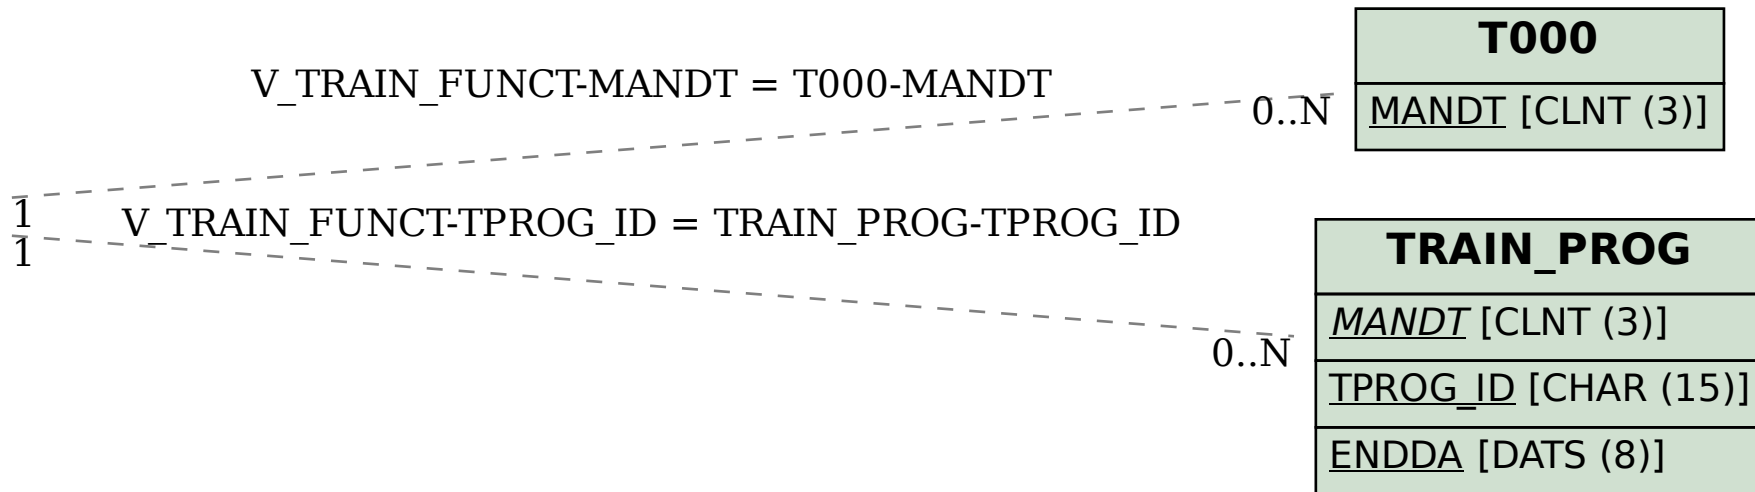 T000
V_TRAIN_FUNCT-MANDT = T000-MANDT
0..N
MANDT [CLNT (3)]
1
V_TRAIN_FUNCT-TPROG_ID = TRAIN_PROG-TPROG_ID
1
TRAIN_PROG
MANDT [CLNT (3)]
0..N
TPROG_ID [CHAR (15)]
ENDDA [DATS (8)]